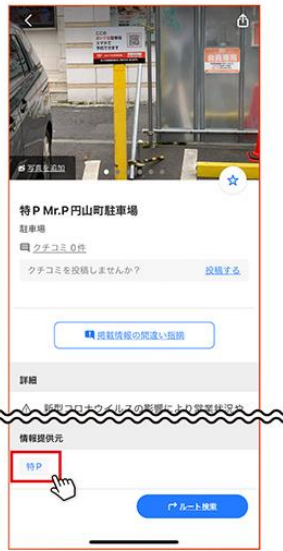 写真を追加
特P Mr.P円山町駐車場
駐車場
クチコミ 0件
クチコミを投稿しませんか？ 投稿する
掲載情報の間違い指摘
詳細
新型コロナウイルスの影響により営業状況や
情報提供元
特P
ルート検索